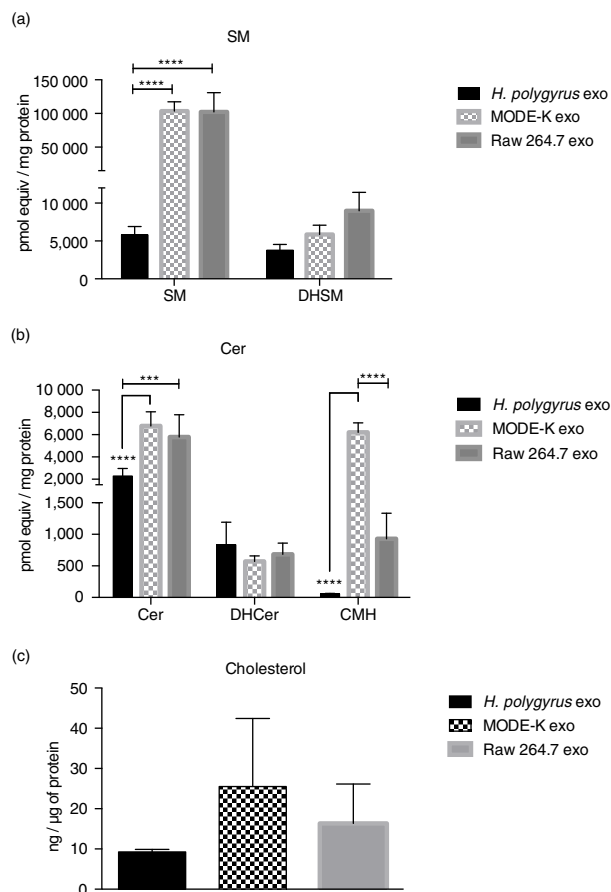 (a)
SM
****
****
150 000
100 000
50 000
10 000
5,000
0
pmol equiv / mg protein
SM
DHSM
H. polygyrus exo
MODE-K exo
Raw 264.7 exo
(b)
Cer
***
****
****
****
10 000
8,000
6,000
4,000
2,000
1,500
1,000
500
0
pmol equiv / mg protein
Cer
DHCer
CMH
H. polygyrus exo
MODE-K exo
Raw 264.7 exo
(c)
Cholesterol
50
40
30
20
10
0
ng / µg of protein
H. polygyrus exo
MODE-K exo
Raw 264.7 exo